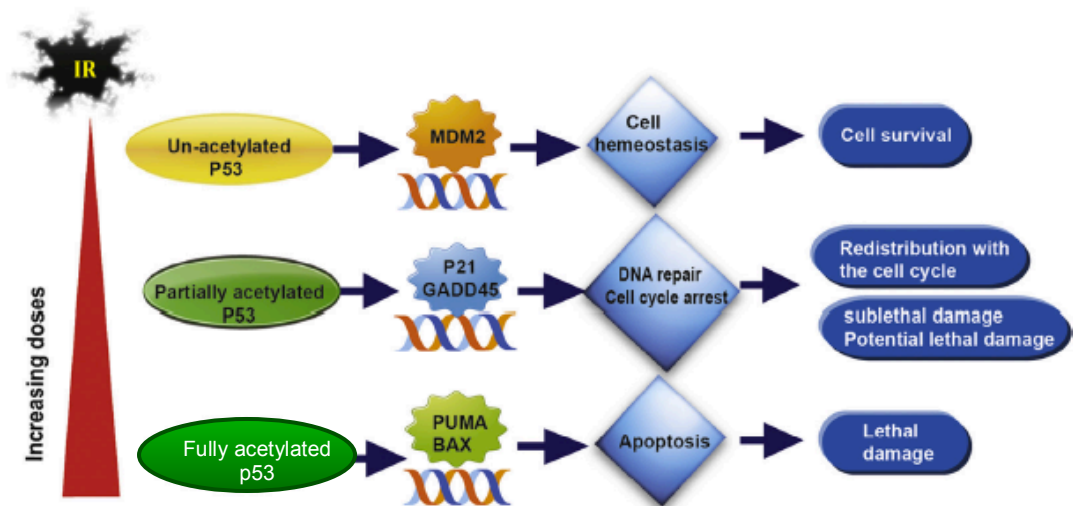 IR
Increasing doses
Un-acetylated
P53
MDM2
Cell
hemeostasis
Cell survival
Partially acetylated
P53
P21
GADD45
DNA repair
Cell cycle arrest
Redistribution with
the cell cycle
sublethal damage
Potential lethal damage
Fully acetylated
p53
PUMA
BAX
Apoptosis
Lethal
damage